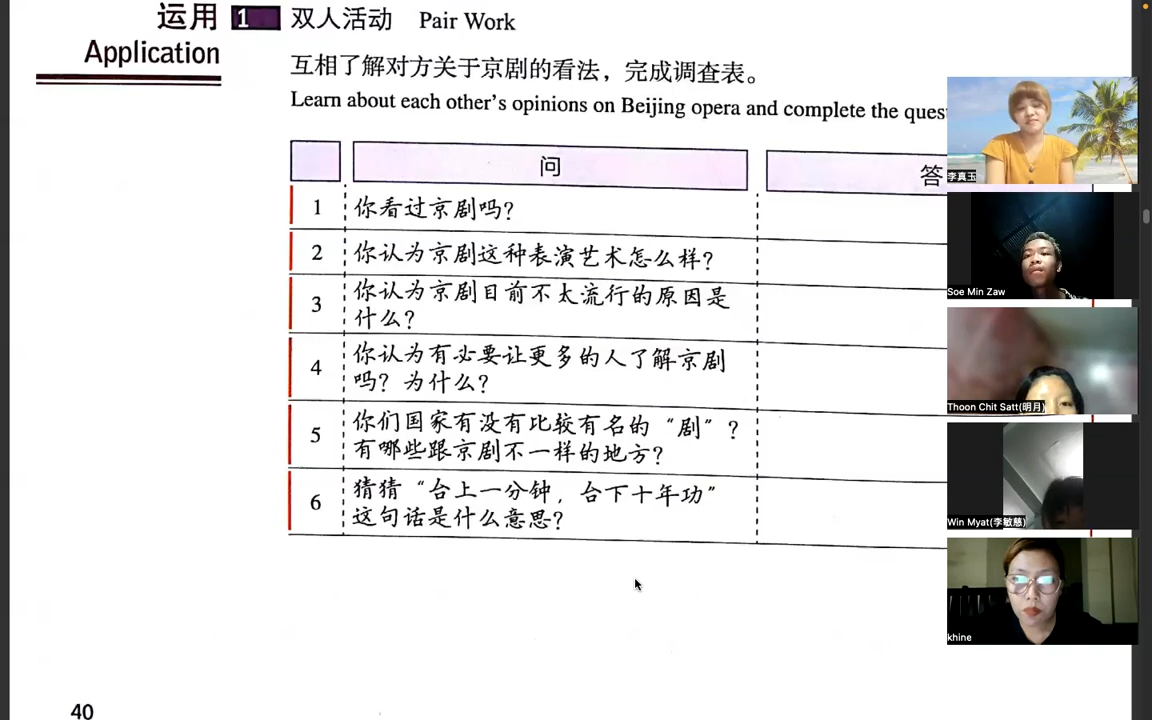 运用 1 双人活动 Pair Work
Application
互相了解对方关于京剧的看法，完成调查表。
Learn about each other's opinions on Beijing opera and complete the ques
问 答
1 你看过京剧吗？
2 你认为京剧这种表演艺术怎么样？
3 你认为京剧目前不太流行的原因是
什么？
4 你认为有必要让更多的人了解京剧
吗？为什么？
5 你们国家有没有比较有名的“剧”？
有哪些跟京剧不一样的地方？
6 猜猜“台上一分钟，台下十年功”
这句话是什么意思？
40
李真玉
Soe Min Zaw
Thoon Chit Satt(明月)
Win Myat(李敏慈)
khine